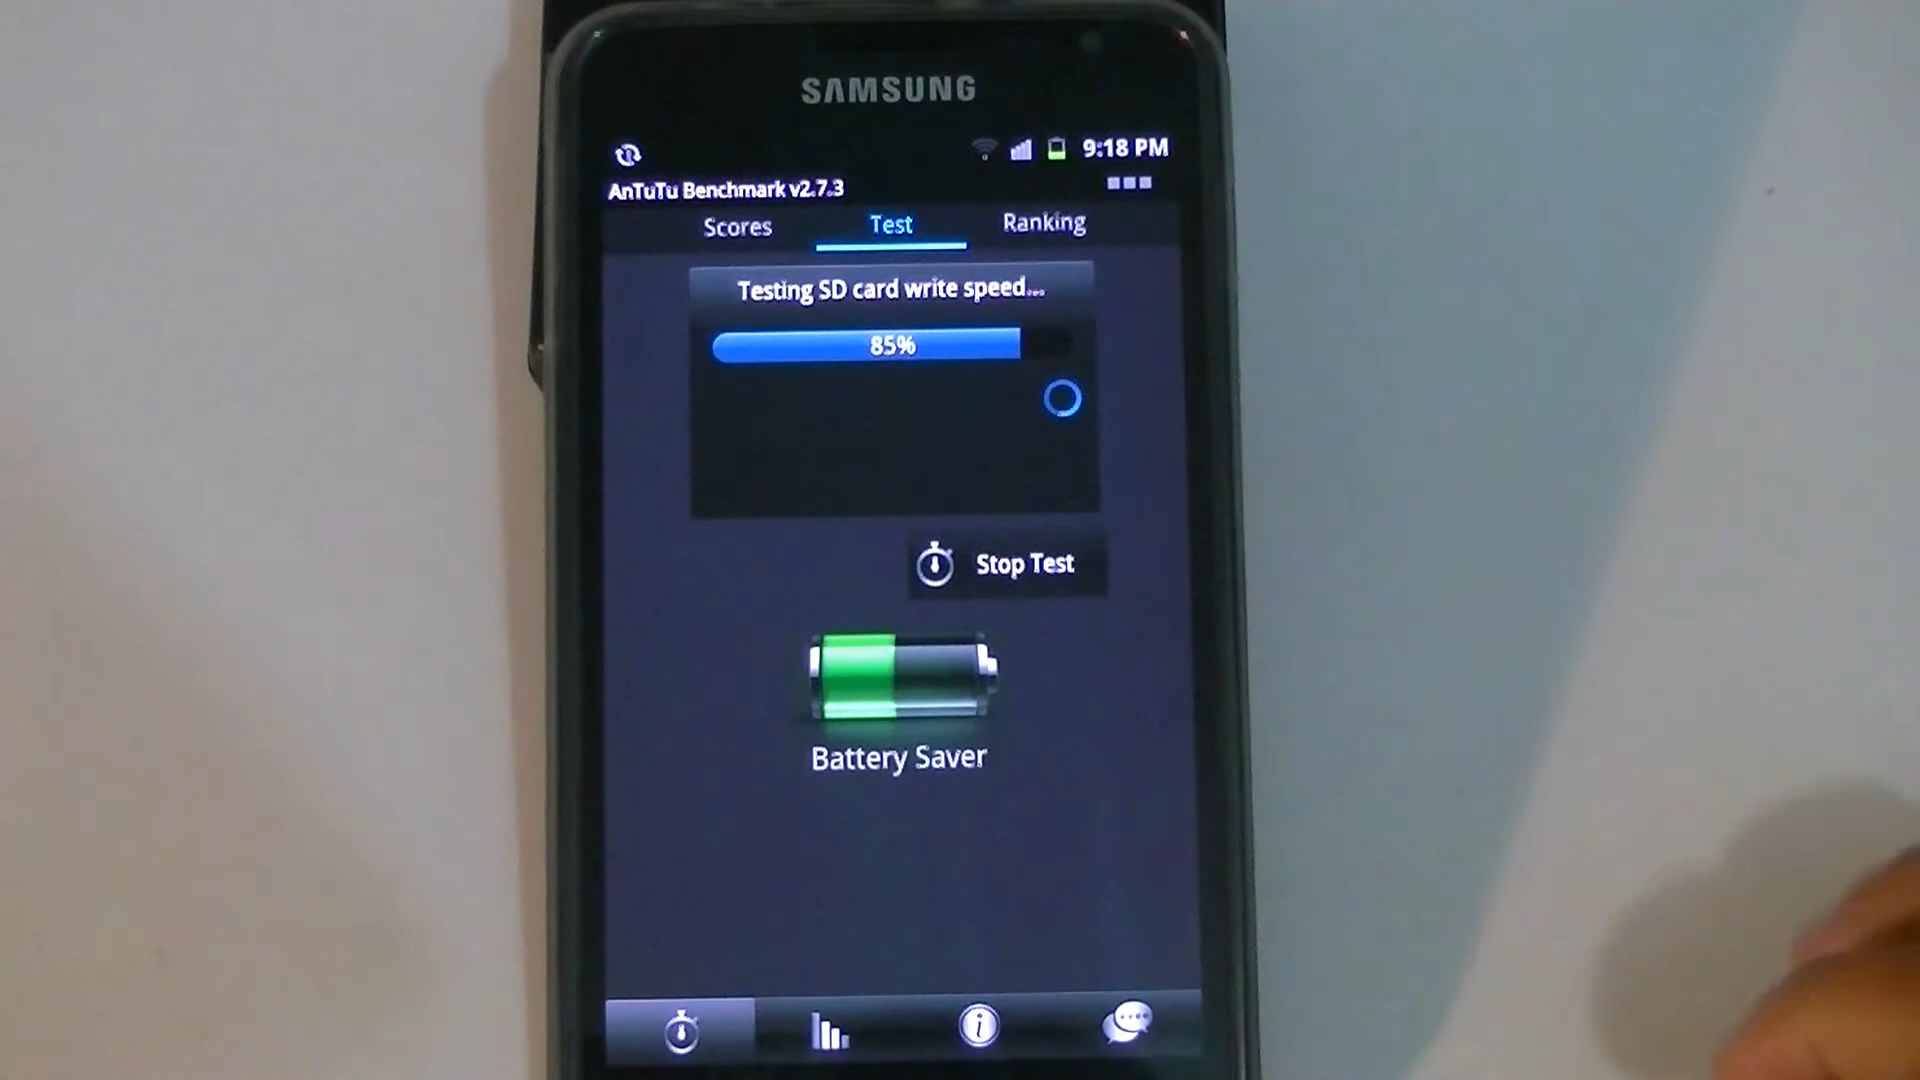 SAMSUNG
9:18 PM
AnTuTu Benchmark v2.7.3
Scores
Test
Ranking
Testing SD card write speed...
85%
Stop Test
Battery Saver